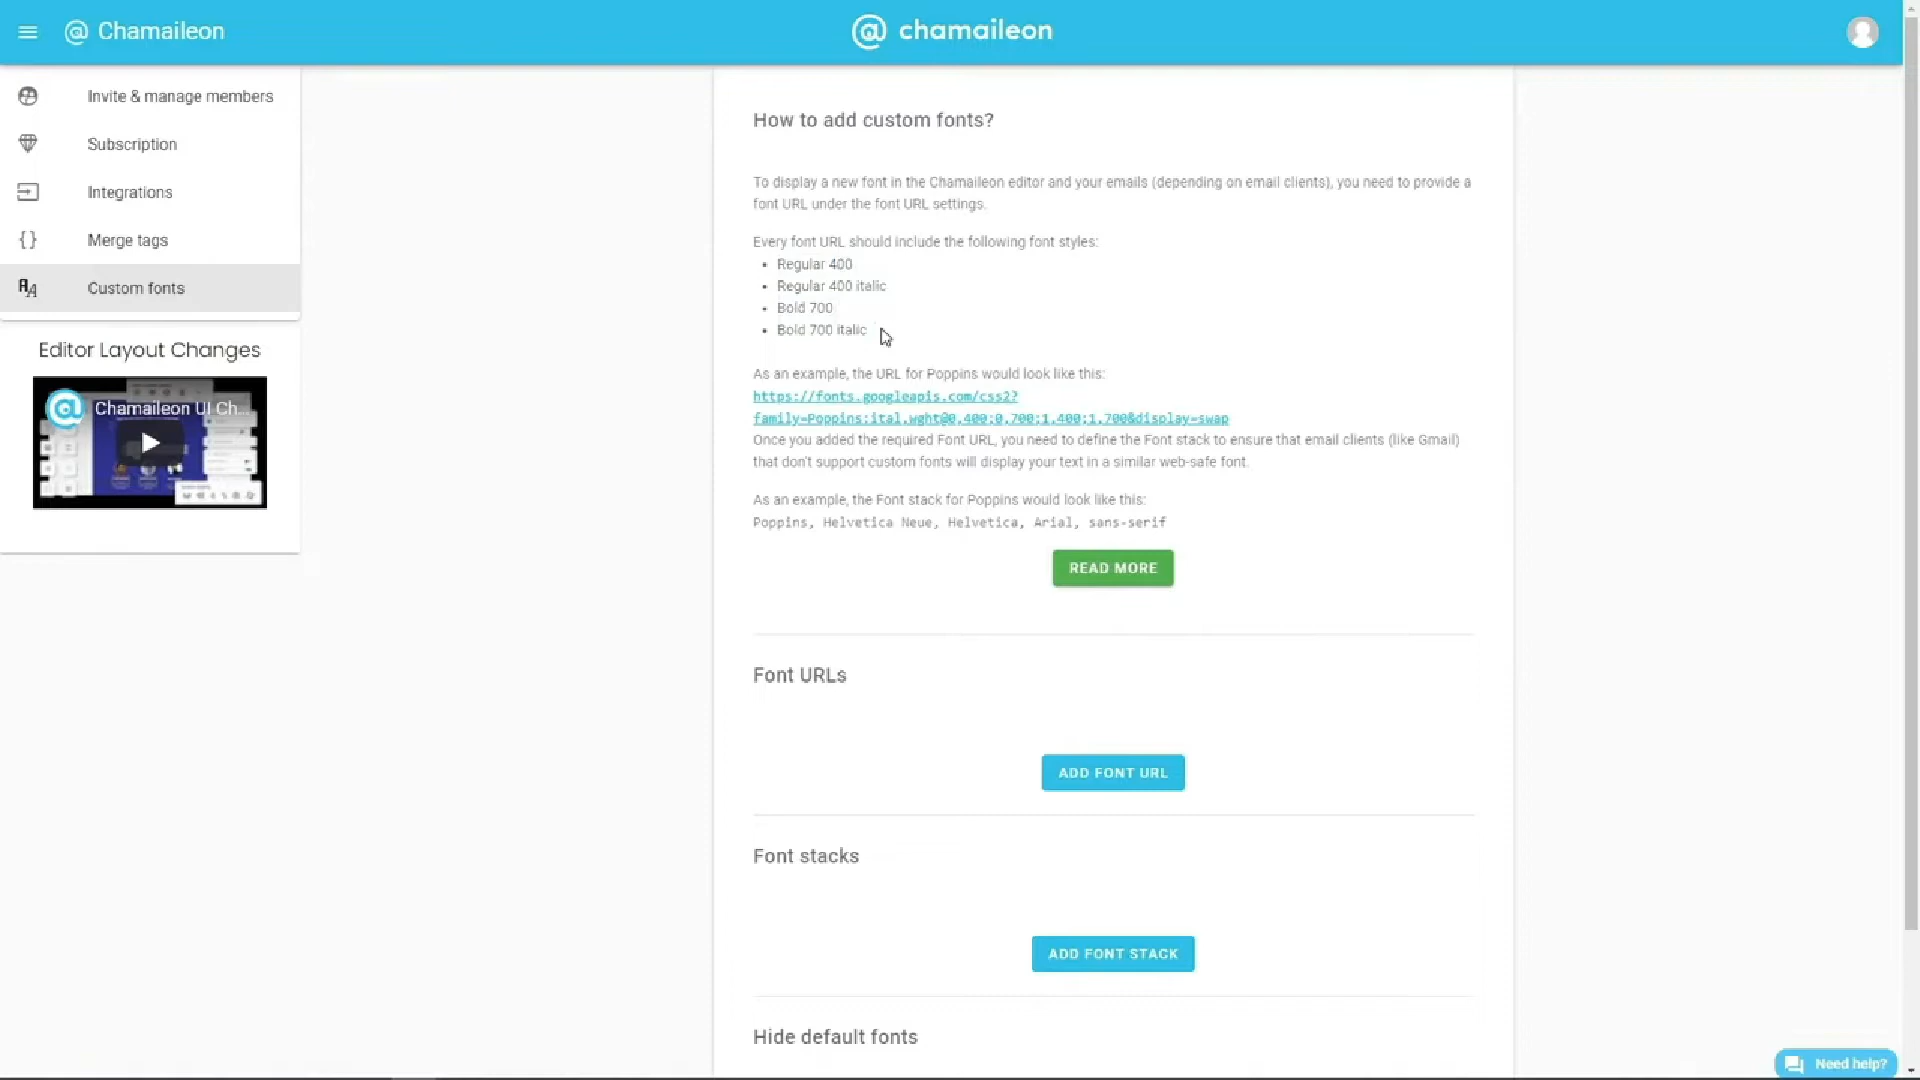 Chamaileon
chamaileon
Invite & manage members
Subscription
Integrations
Merge tags
Custom fonts
Editor Layout Changes
Chamaileon UI Ch...
How to add custom fonts?
To display a new font in the Chamaileon editor and your emails (depending on email clients), you need to provide a
font URL under the font URL settings.
Every font URL should include the following font styles:
• Regular 400
• Regular 400 italic
• Bold 700
• Bold 700 italic
As an example, the URL for Poppins would look like this:
https://fonts.googleapis.com/css2?
family=Poppins:ital,wght@0,400;0,700;1,400;1,700&display=swap
Once you added the required Font URL, you need to define the Font stack to ensure that email clients (like Gmail)
that don't support custom fonts will display your text in a similar web-safe font.
As an example, the Font stack for Poppins would look like this:
Poppins, Helvetica Neue, Helvetica, Arial, sans-serif
READ MORE
Font URLs
ADD FONT URL
Font stacks
ADD FONT STACK
Hide default fonts
Need help?